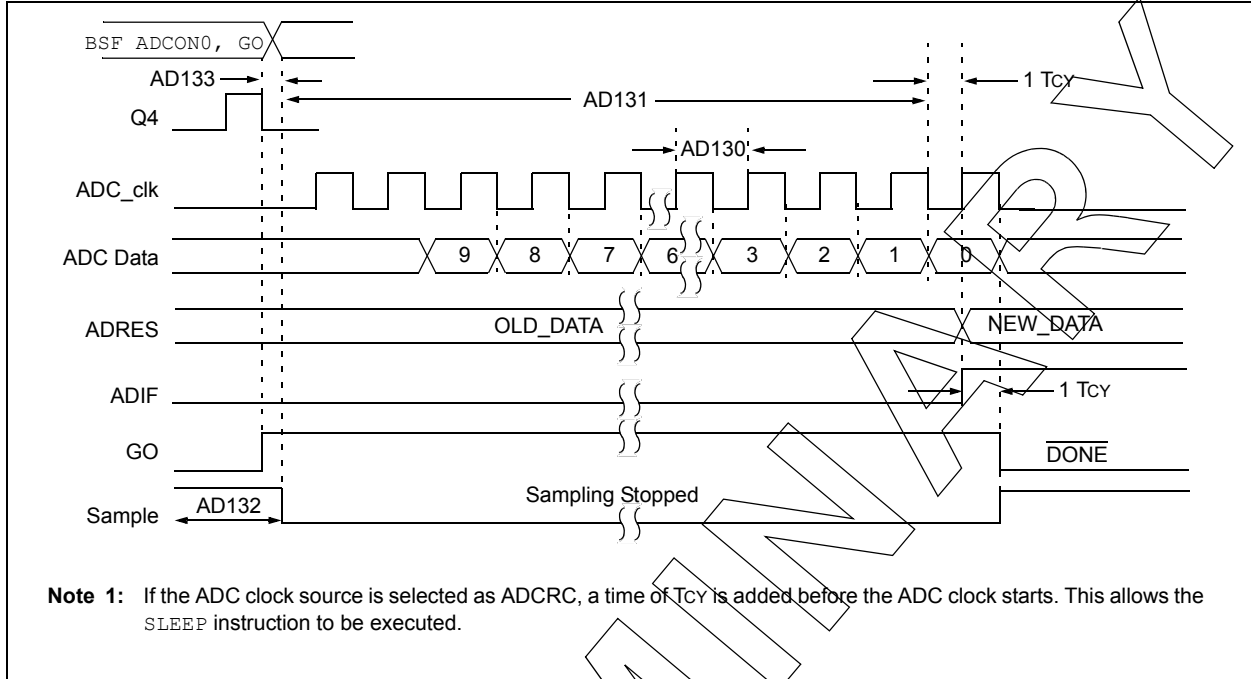 BSF ADCON0, GO
AD133
1 TCY
AD131
Q4
AD130
ADC_clk
ADC Data 9 8 7 6 3 2 1 0
ADRES OLD_DATA NEW_DATA
ADIF 1 TCY
GO DONE
Sample AD132 Sampling Stopped
Note 1: If the ADC clock source is selected as ADCRC, a time of TCY is added before the ADC clock starts. This allows the
SLEEP instruction to be executed.